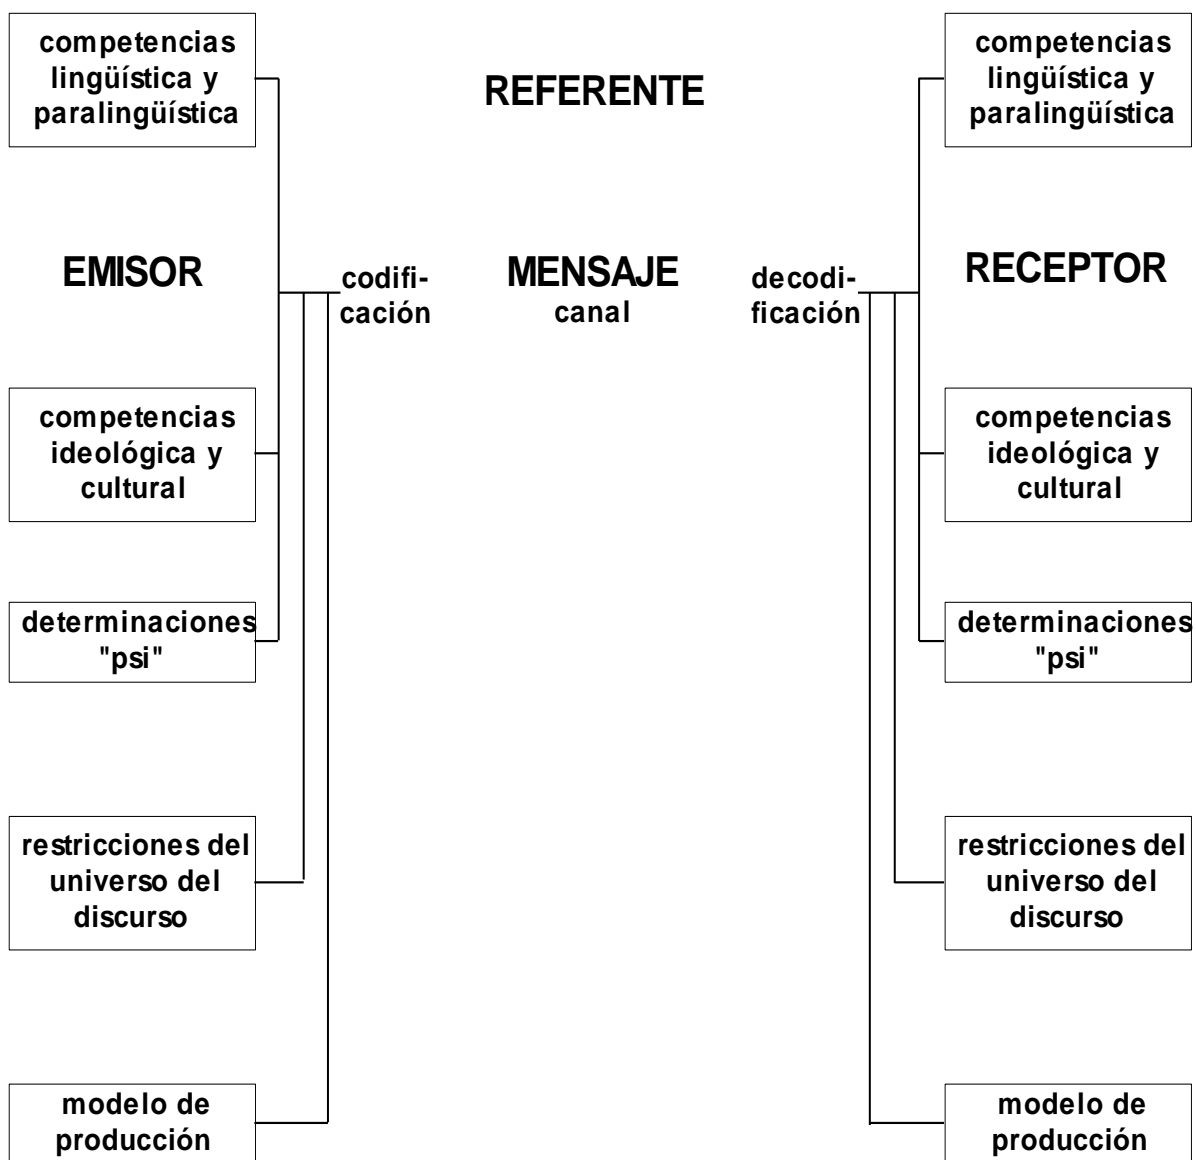 competencias
lingüística y
paralingüística
REFERENTE
competencias
lingüística y
paralingüística
EMISOR
codifi-
cación
MENSAJE
canal
decodi-
ficación
RECEPTOR
competencias
ideológica y
cultural
competencias
ideológica y
cultural
determinaciones
"psi"
determinaciones
"psi"
restricciones del
universo del
discurso
restricciones del
universo del
discurso
modelo de
producción
modelo de
producción